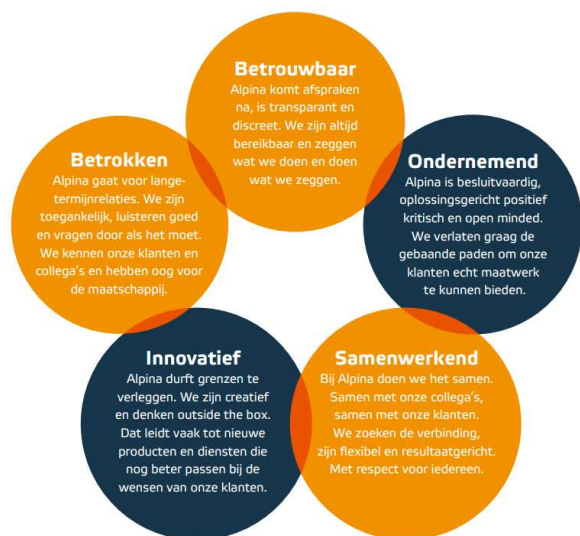 Betrouwbaar
Alpina komt afspraken
na, is transparant en
discreet. We zijn altijd
bereikbaar en zeggen
wat we doen en doen
wat we zeggen.
Betrokken
Alpina gaat voor lange-
termijnrelaties. We zijn
toegankelijk, luisteren goed
en vragen door als het moet.
We kennen onze klanten en
collega's en hebben oog voor
de maatschappij.
Ondernemend
Alpina is besluitvaardig,
oplossingsgericht positief
kritisch en open minded.
We verlaten graag de
gebaande paden om onze
klanten echt maatwerk
te kunnen bieden.
Innovatief
Alpina durft grenzen te
verleggen. We zijn creatief
en denken outside the box.
Dat leidt vaak tot nieuwe
producten en diensten die
nog beter passen bij de
wensen van onze klanten.
Samenwerkend
Bij Alpina doen we het samen.
Samen met onze collega's,
samen met onze klanten.
We zoeken de verbinding,
zijn flexibel en resultaatgericht.
Met respect voor iedereen.